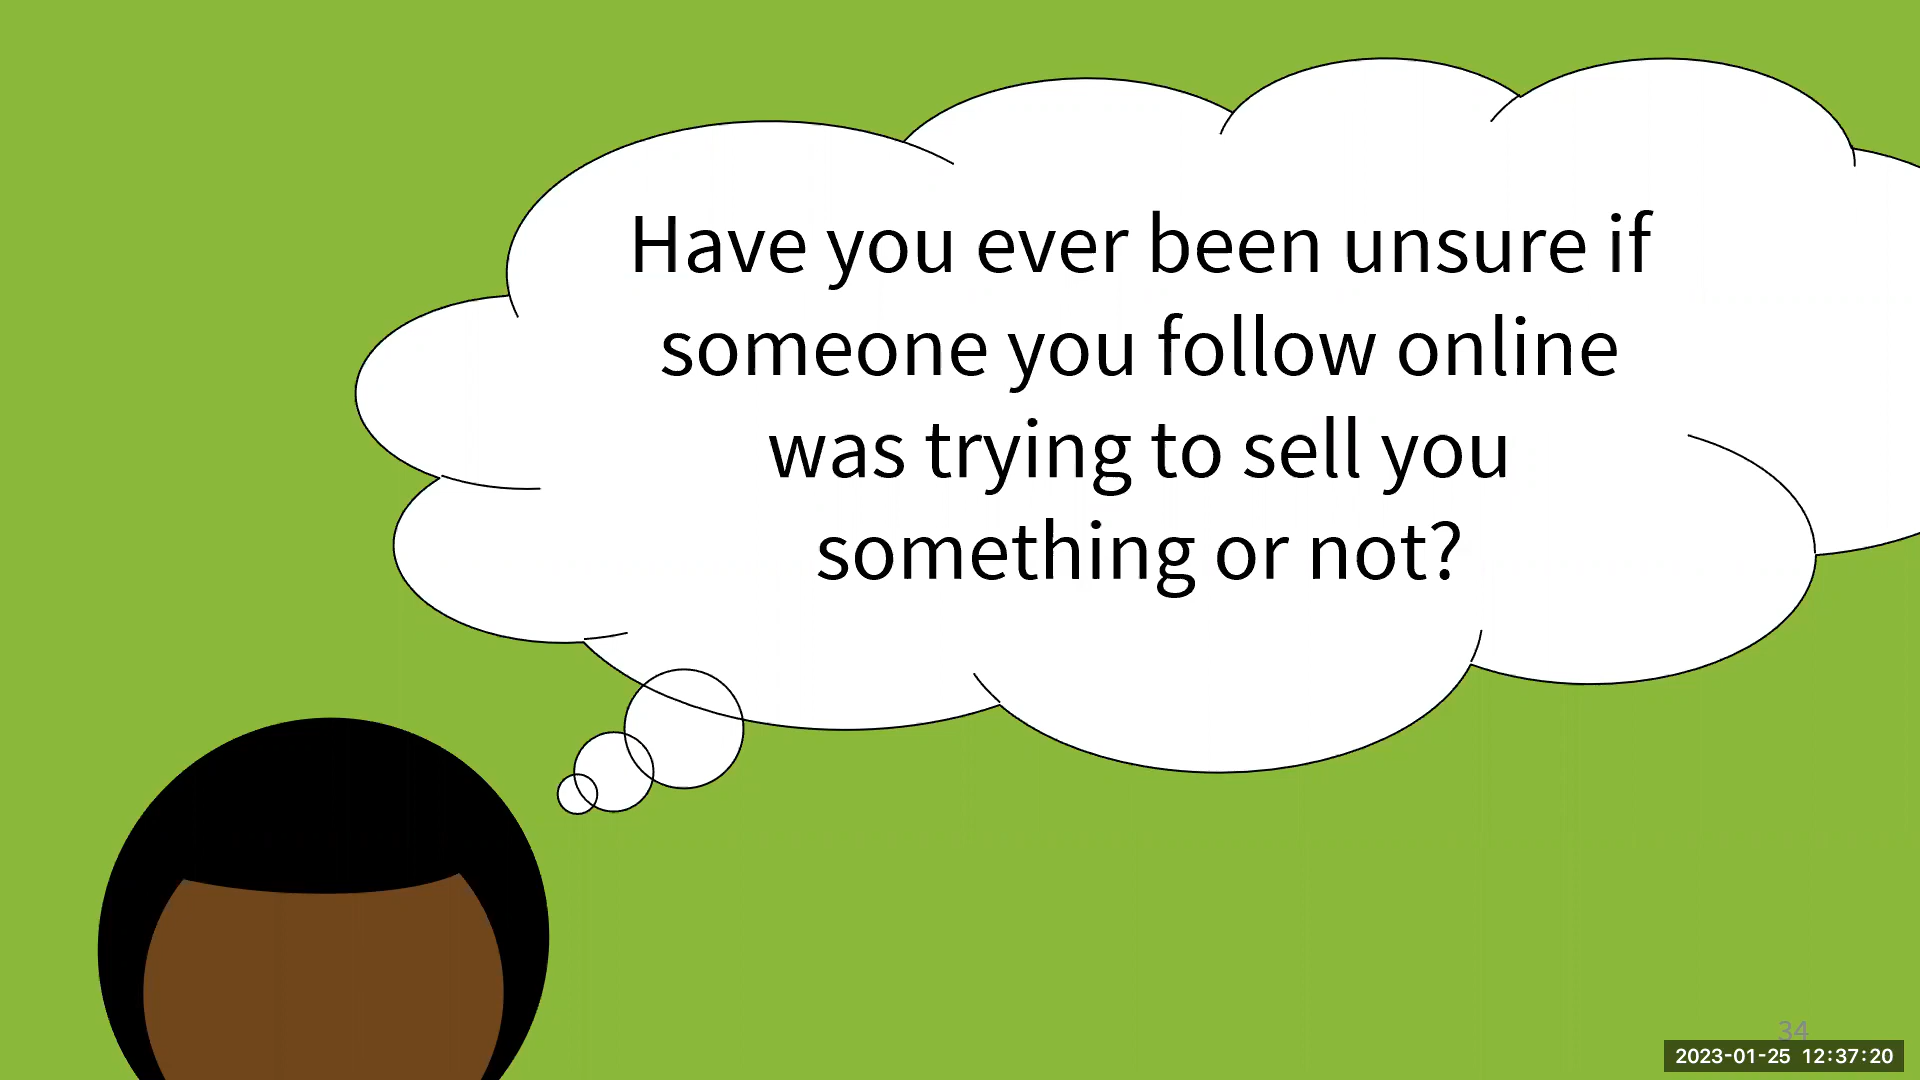 Have you ever been unsure if
someone you follow online
was trying to sell you
something or not?
34
2023-01-25 12:37:20